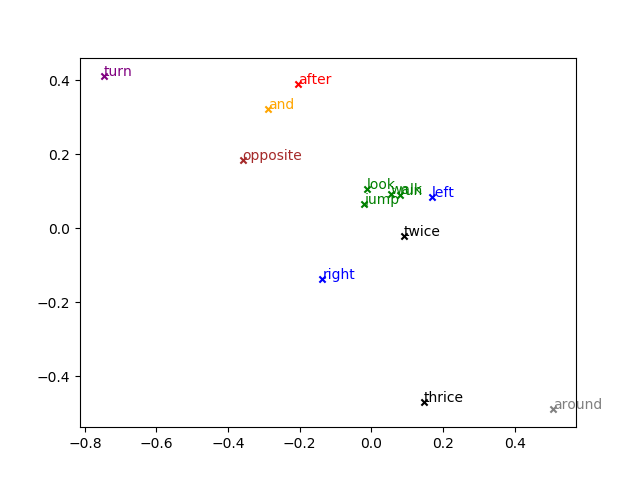 turn
after
0.4
and
0.2
opposite
look
walk
run
left
jump
0.0
twice
right
−0.2
−0.4
thrice
around
−0.8 −0.6 −0.4 −0.2 0.0 0.2 0.4